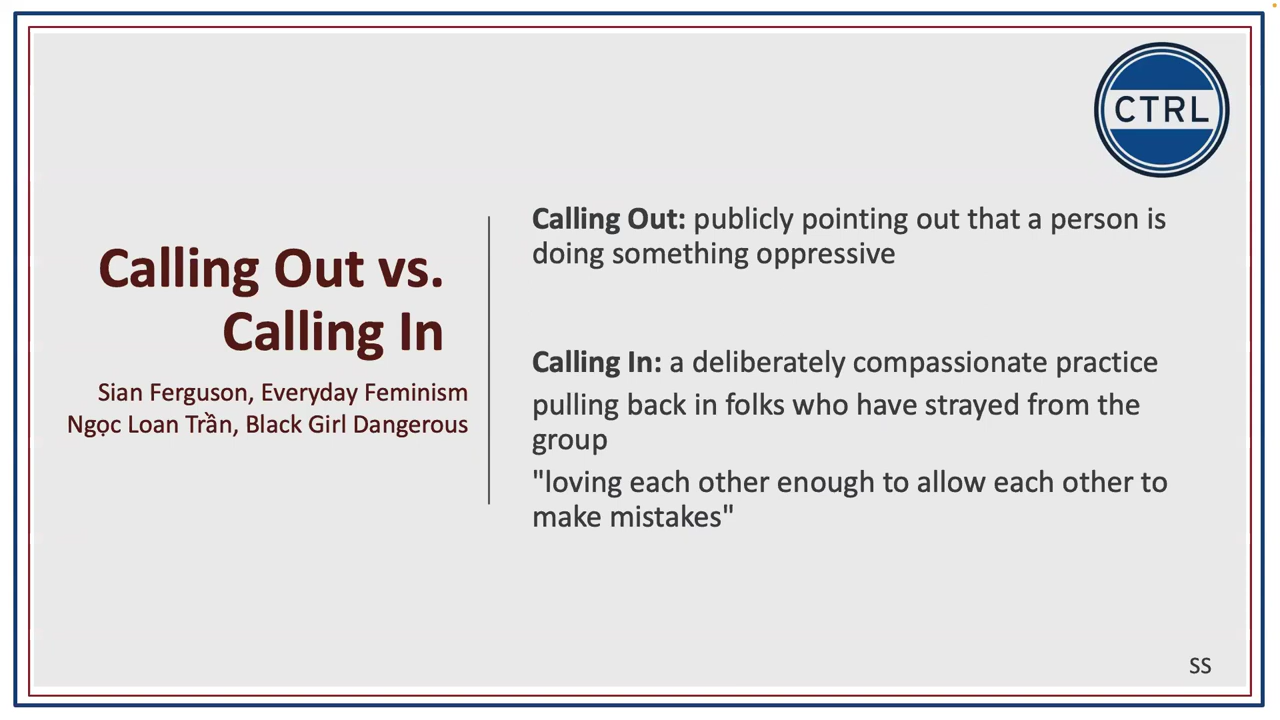 CTRL
Calling Out vs.
Calling In
Sian Ferguson, Everyday Feminism
Ngọc Loan Trần, Black Girl Dangerous
Calling Out: publicly pointing out that a person is
doing something oppressive
Calling In: a deliberately compassionate practice
pulling back in folks who have strayed from the
group
"loving each other enough to allow each other to
make mistakes"
SS